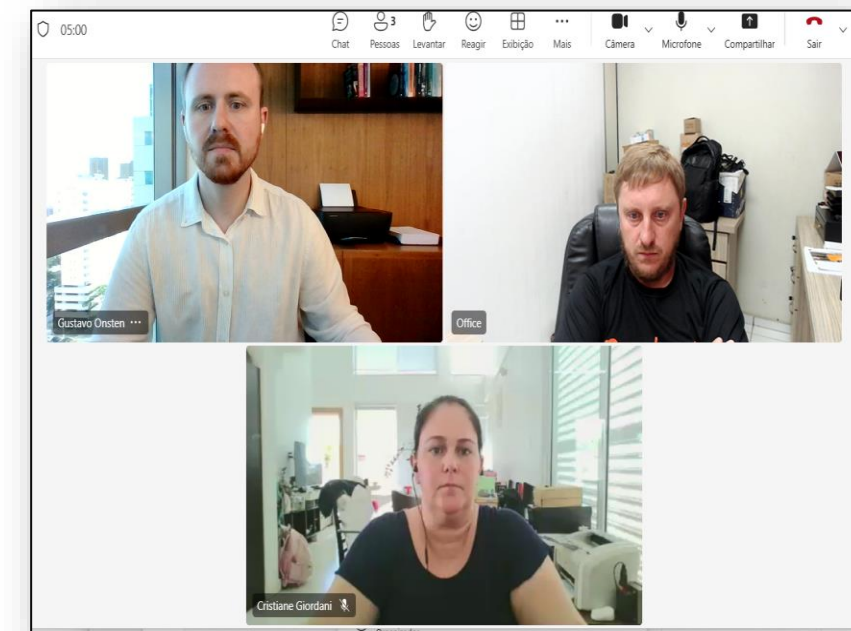 05:00
3
Chat
Pessoas
Levantar
Reagir
Exibição
Mais
Câmera
Microfone
Compartilhar
Sair
Gustavo Onsten ...
Office
Cristiane Giordani